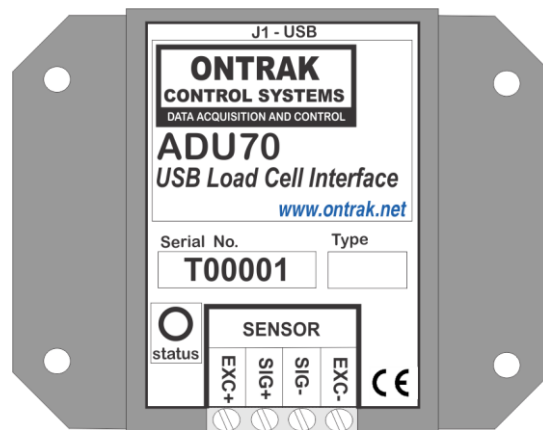 J1 - USB
ONTRAK
CONTROL SYSTEMS
DATA ACQUISITION AND CONTROL
ADU70
USB Load Cell Interface
www.ontrak.net
Serial No. Type
T00001
SENSOR
status
EXC+ SIG+ SIG- EXC-
CE